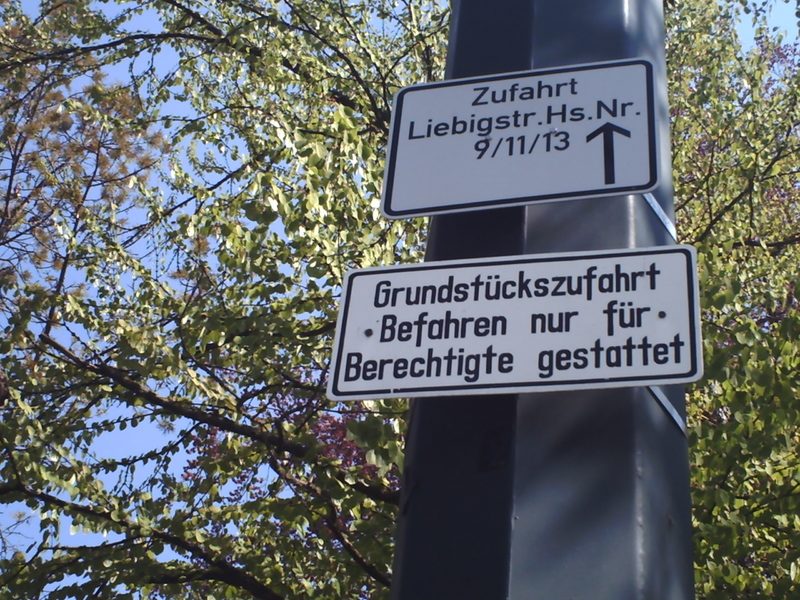 Zufahrt
Liebigstr.Hs.Nr.
9/11/13
Grundstückszufahrt
Befahren nur für
Berechtigte gestattet